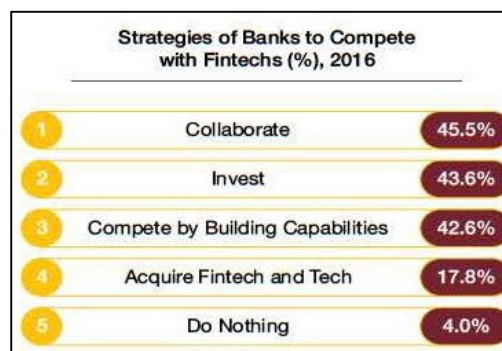 Strategies of Banks to Compete
with Fintechs (%), 2016
1 Collaborate 45.5%
2 Invest 43.6%
3 Compete by Building Capabilities 42.6%
4 Acquire Fintech and Tech 17.8%
5 Do Nothing 4.0%